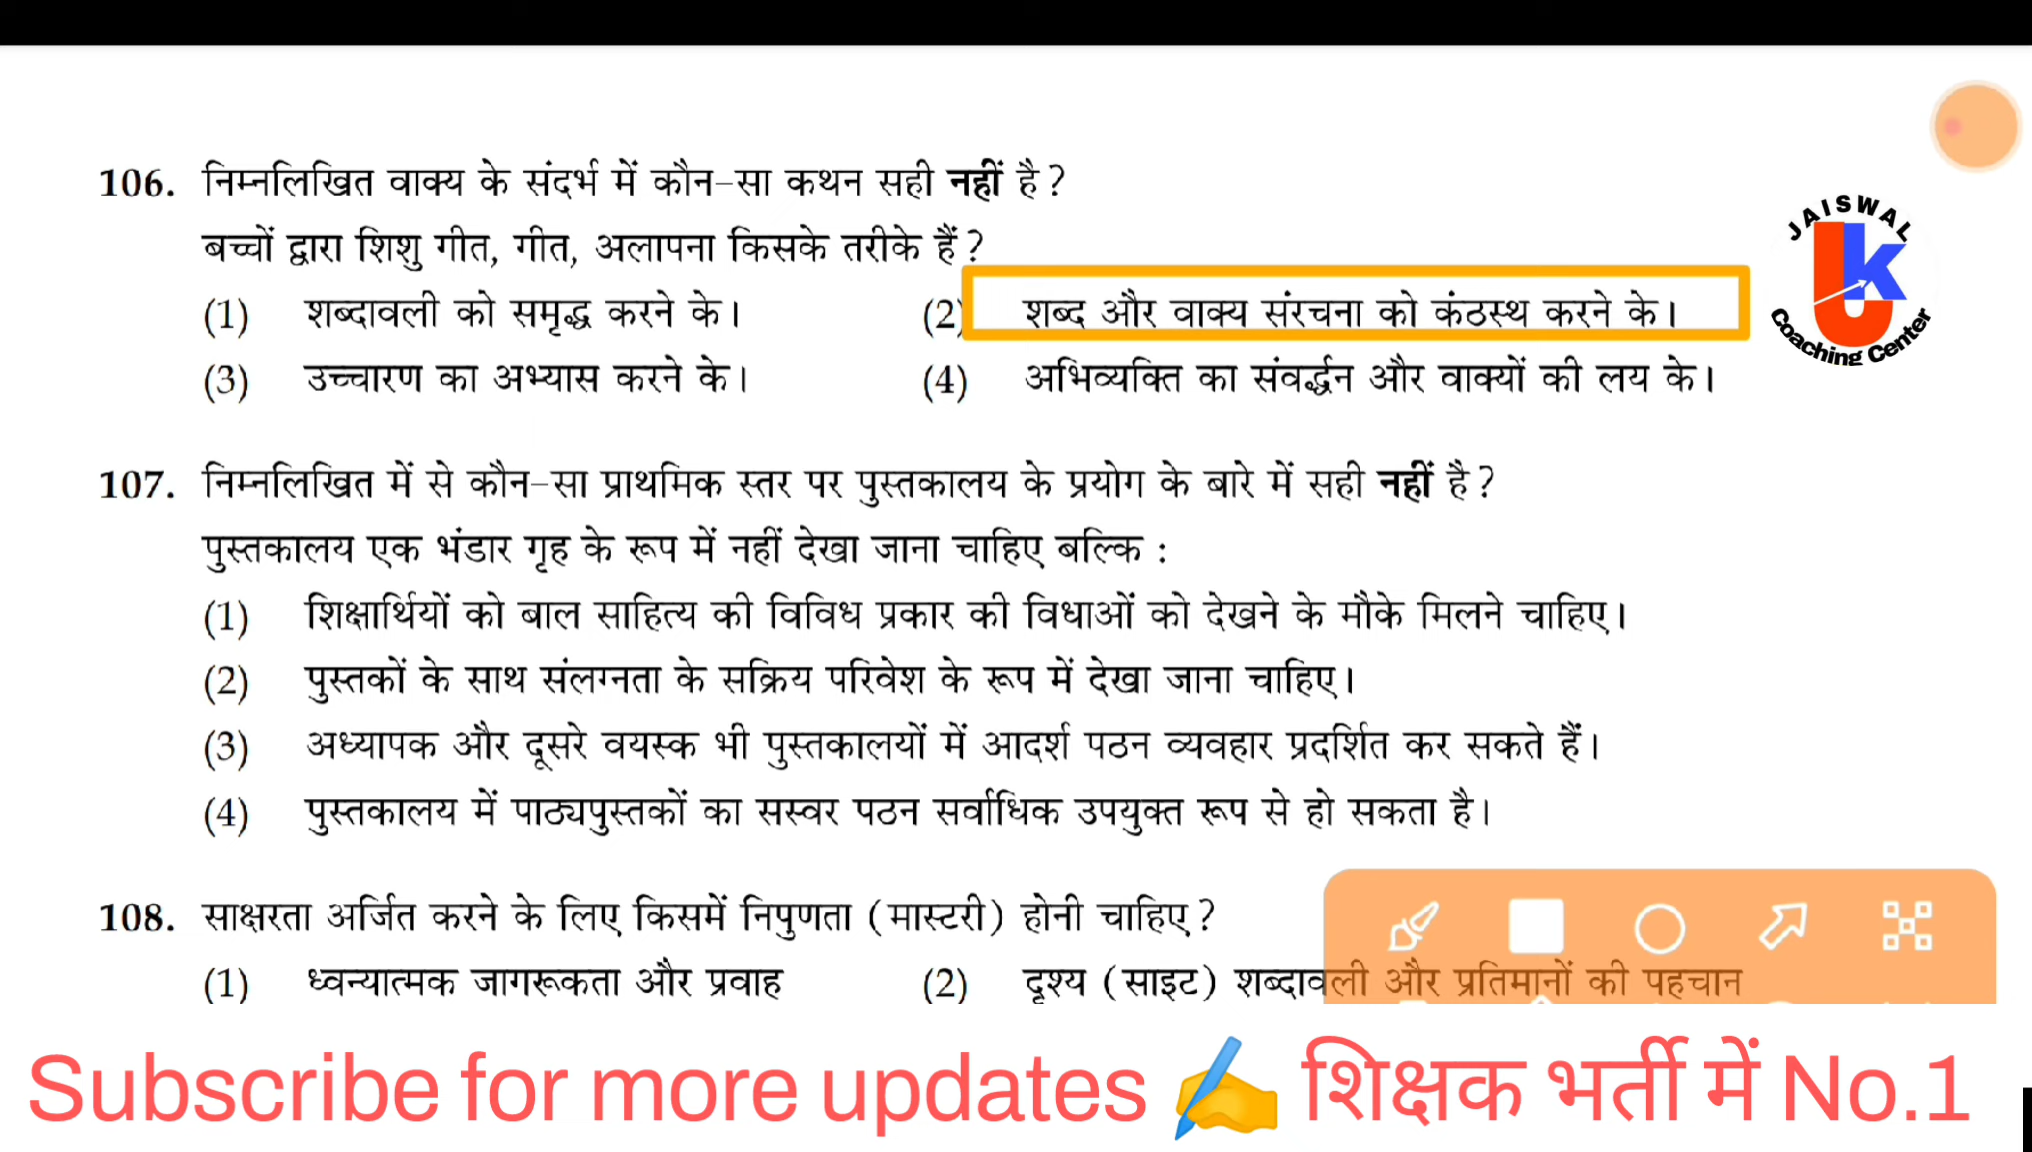 106. निम्नलिखित वाक्य के संदर्भ में कौन-सा कथन सही नहीं है ?
बच्चों द्वारा शिशु गीत, गीत, अलापना किसके तरीके हैं ?
(1) शब्दावली को समृद्ध करने के। (2) शब्द और वाक्य संरचना को कंठस्थ करने के।
(3) उच्चारण का अभ्यास करने के। (4) अभिव्यक्ति का संवर्द्धन और वाक्यों की लय के।
JAISWAL
UK
Coaching Center
107. निम्नलिखित में से कौन-सा प्राथमिक स्तर पर पुस्तकालय के प्रयोग के बारे में सही नहीं है ?
पुस्तकालय एक भंडार गृह के रूप में नहीं देखा जाना चाहिए बल्कि :
(1) शिक्षार्थियों को बाल साहित्य की विविध प्रकार की विधाओं को देखने के मौके मिलने चाहिए।
(2) पुस्तकों के साथ संलग्नता के सक्रिय परिवेश के रूप में देखा जाना चाहिए।
(3) अध्यापक और दूसरे वयस्क भी पुस्तकालयों में आदर्श पठन व्यवहार प्रदर्शित कर सकते हैं।
(4) पुस्तकालय में पाठ्यपुस्तकों का सस्वर पठन सर्वाधिक उपयुक्त रूप से हो सकता है।
108. साक्षरता अर्जित करने के लिए किसमें निपुणता (मास्टरी) होनी चाहिए ?
(1) ध्वन्यात्मक जागरूकता और प्रवाह (2) दृश्य (साइट) शब्दावली और प्रतिमानों की पहचान
Subscribe for more updates ✍️ शिक्षक भर्ती में No.1